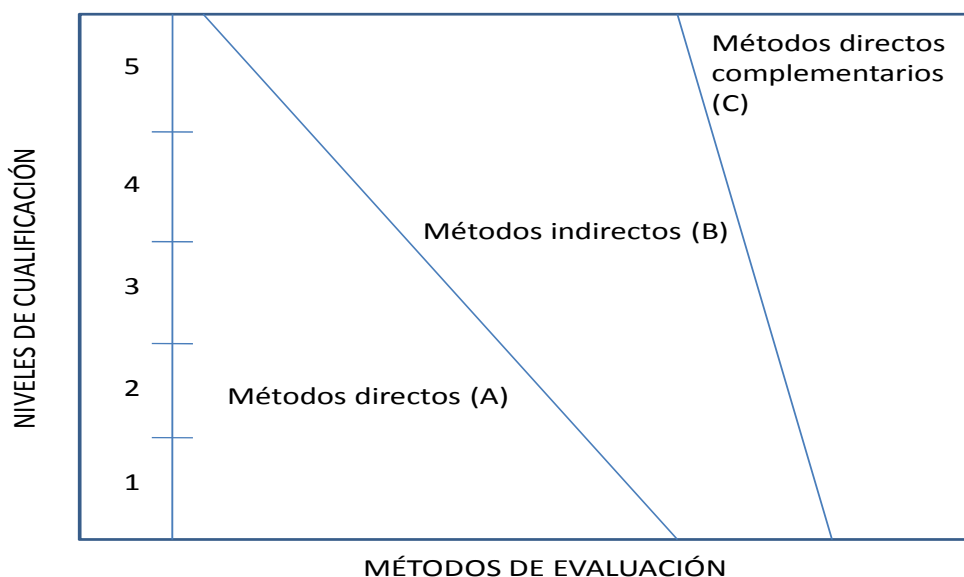 NIVELES DE CUALIFICACIÓN
5
4
3
2
1
Métodos directos
complementarios
(C)
Métodos indirectos (B)
Métodos directos (A)
MÉTODOS DE EVALUACIÓN